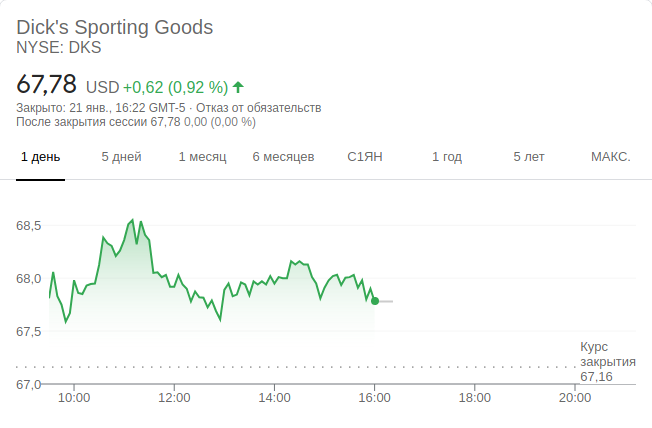 Dick's Sporting Goods
NYSE: DKS
67,78 USD +0,62 (0,92 %)
Закрыто: 21 янв., 16:22 GMT-5 · Отказ от обязательств
После закрытия сессии 67,78 0,00 (0,00 %)
1 день 5 дней 1 месяц 6 месяцев С1ЯН 1 год 5 лет МАКС.
68,5
68,0
67,5
Курс
закрытия
67,16
67,0
10:00 12:00 14:00 16:00 18:00 20:00